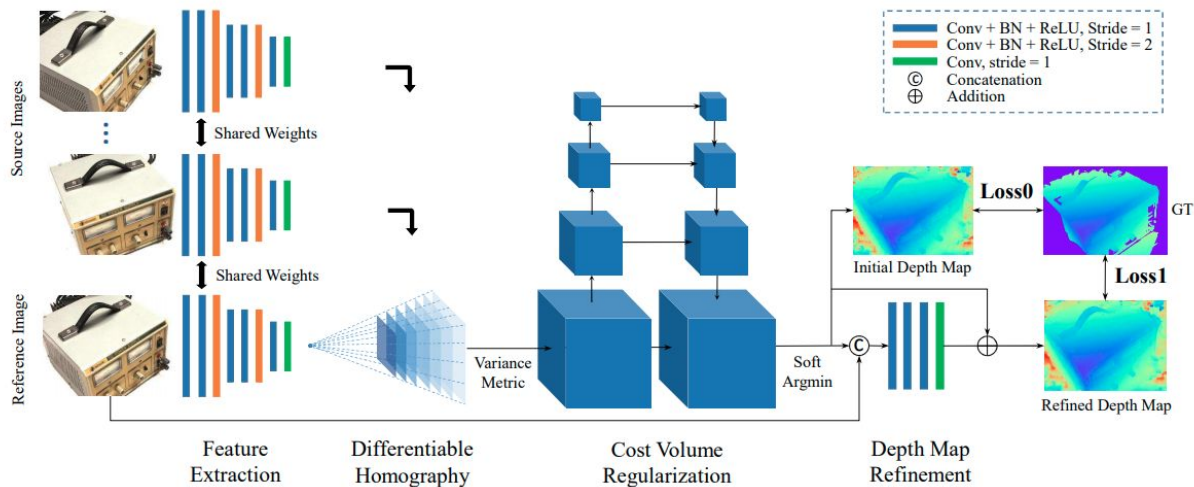 Conv + BN + ReLU, Stride = 1
Conv + BN + ReLU, Stride = 2
Conv, stride = 1
C Concatenation
Addition
Source Images
Shared Weights
Shared Weights
Reference Image
Variance
Metric
Soft
Argmin
C
Initial Depth Map
Loss0
GT
Loss1
Refined Depth Map
Feature
Extraction
Differentiable
Homography
Cost Volume
Regularization
Depth Map
Refinement